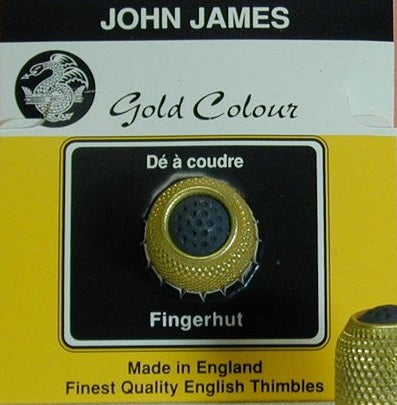 JOHN JAMES
Gold Colour
Dé à coudre
Fingerhut
Made in England
Finest Quality English Thimbles